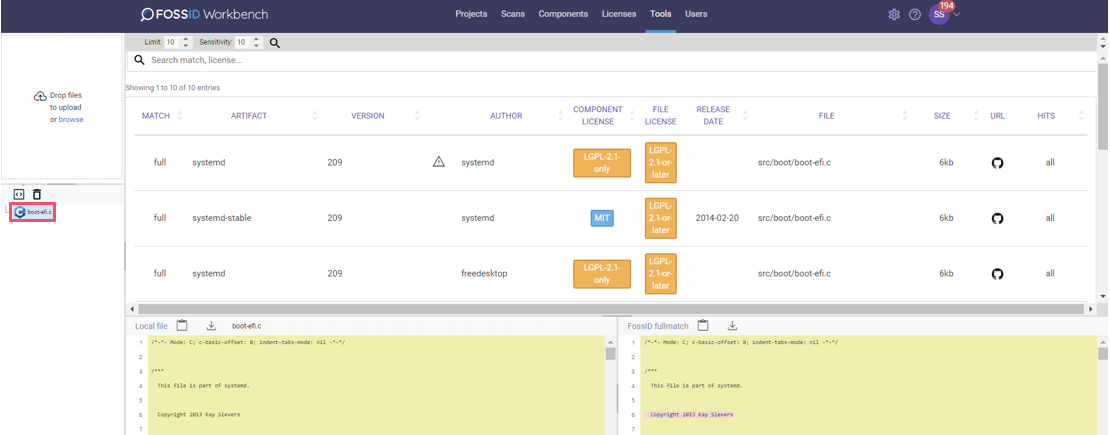 FOSSID Workbench
Projects Scans Components Licenses Tools Users
194
SS
Limit: 10 Sensitivity: 10
Search match, license...
Drop files
to upload
or browse
Showing 1 to 10 of 10 entries
MATCH ARTIFACT VERSION AUTHOR COMPONENT LICENSE FILE LICENSE RELEASE DATE FILE SIZE URL HITS
full systemd 209 systemd LGPL-2.1-only LGPL-2.1-or-later src/boot/boot-efi.c 6kb all
full systemd-stable 209 systemd MIT LGPL-2.1-or-later 2014-02-20 src/boot/boot-efi.c 6kb all
full systemd 209 freedesktop LGPL-2.1-only LGPL-2.1-or-later src/boot/boot-efi.c 6kb all
boot-efi.c
Local file boot-efi.c
1 /*-*- Mode: C; c-basic-offset: 8; indent-tabs-mode: nil -*-*/
2
3 /***
4 This file is part of systemd.
5
6 Copyright 2013 Kay Sievers
7
FossID fullmatch
1 /*-*- Mode: C; c-basic-offset: 8; indent-tabs-mode: nil -*-*/
2
3 /***
4 This file is part of systemd.
5
6 Copyright 2013 Kay Sievers
7